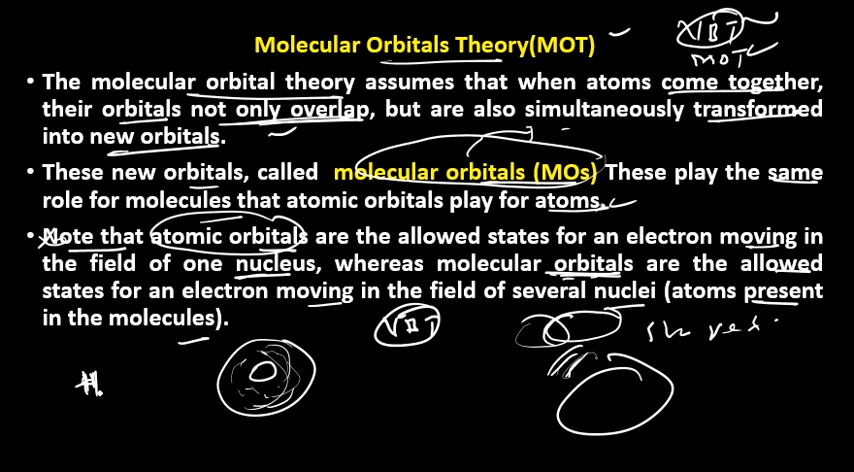 VBT
Molecular Orbitals Theory(MOT)
MOT
• The molecular orbital theory assumes that when atoms come together,
their orbitals not only overlap, but are also simultaneously transformed
into new orbitals.
• These new orbitals, called molecular orbitals (MOs) These play the same
role for molecules that atomic orbitals play for atoms.
• Note that atomic orbitals are the allowed states for an electron moving in
the field of one nucleus, whereas molecular orbitals are the allowed
states for an electron moving in the field of several nuclei (atoms present
in the molecules).
VBT
H